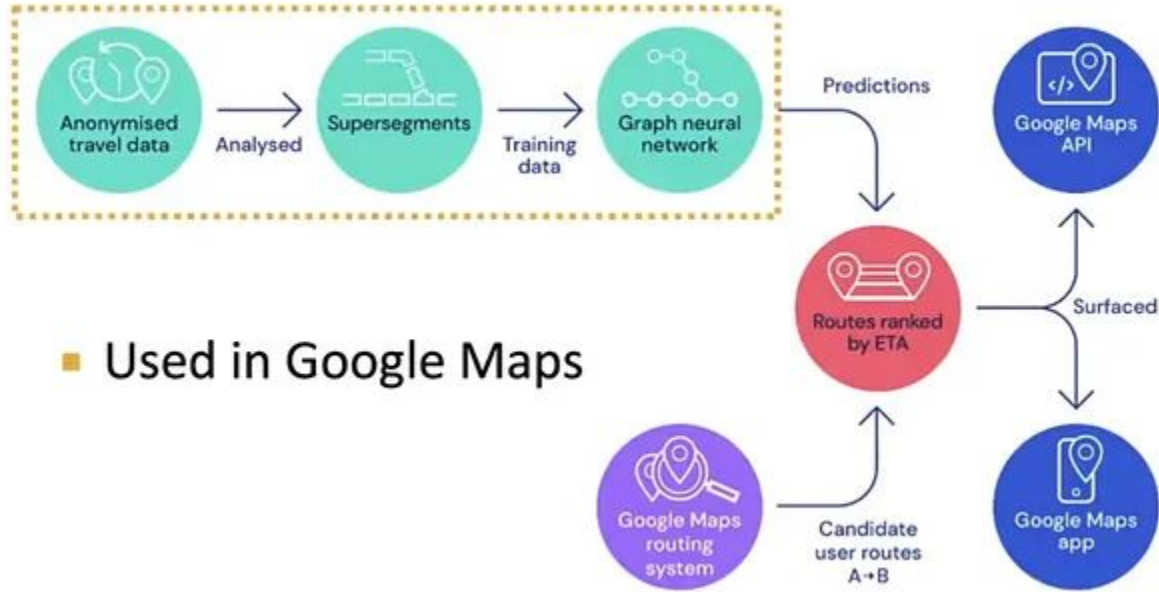 Anonymised
travel data
Analysed
Supersegments
Training
data
Graph neural
network
Predictions
</>
Google Maps
API
Routes ranked
by ETA
Surfaced
▪ Used in Google Maps
Google Maps
routing
system
Candidate
user routes
A→B
Google Maps
app